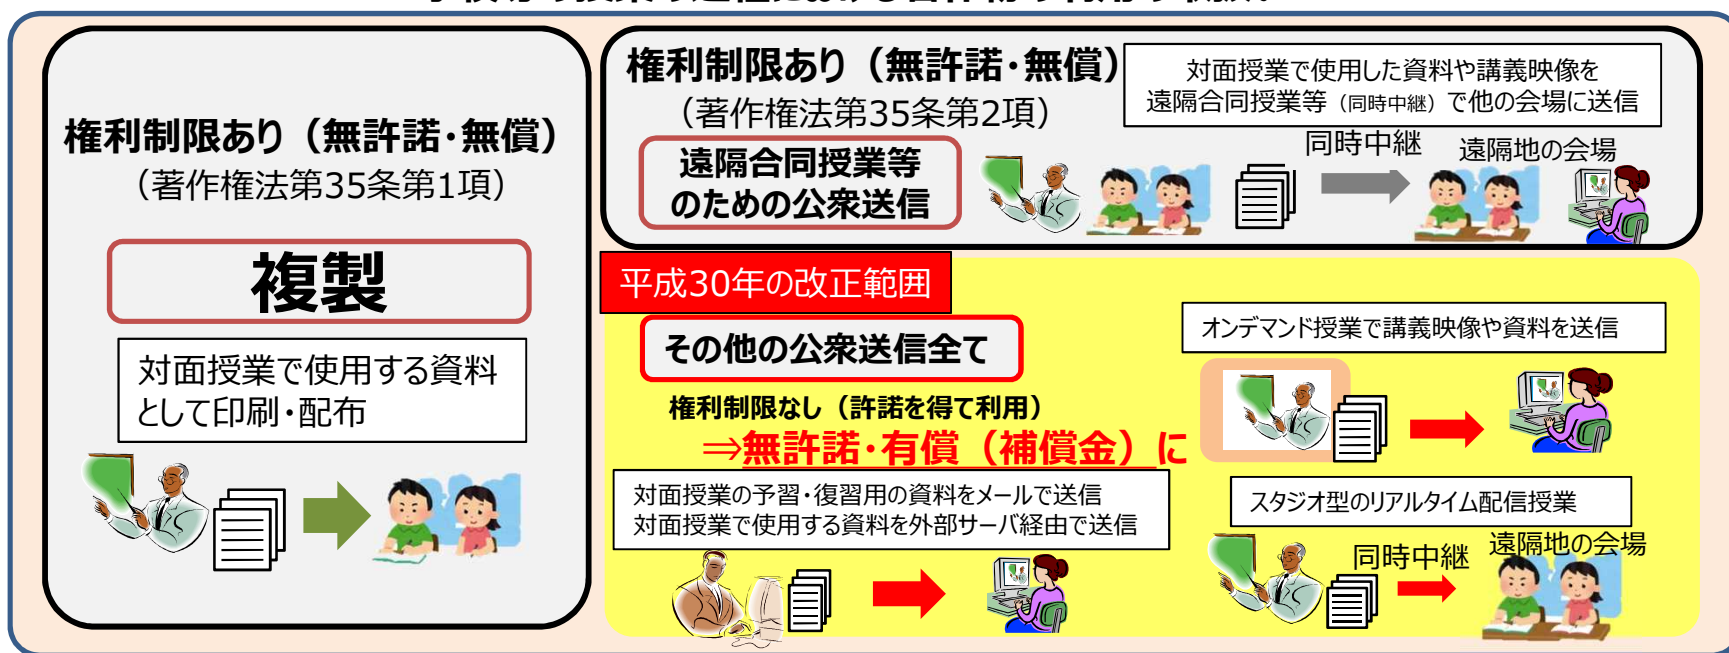 権利制限あり（無許諾・無償）
（著作権法第35条第1項）
複製
対面授業で使用する資料
として印刷・配布
権利制限あり（無許諾・無償）
（著作権法第35条第2項）
遠隔合同授業等
のための公衆送信
対面授業で使用した資料や講義映像を
遠隔合同授業等（同時中継）で他の会場に送信
同時中継
遠隔地の会場
平成30年の改正範囲
その他の公衆送信全て
権利制限なし（許諾を得て利用）
⇒無許諾・有償（補償金）に
対面授業の予習・復習用の資料をメールで送信
対面授業で使用する資料を外部サーバ経由で送信
オンデマンド授業で講義映像や資料を送信
スタジオ型のリアルタイム配信授業
同時中継
遠隔地の会場